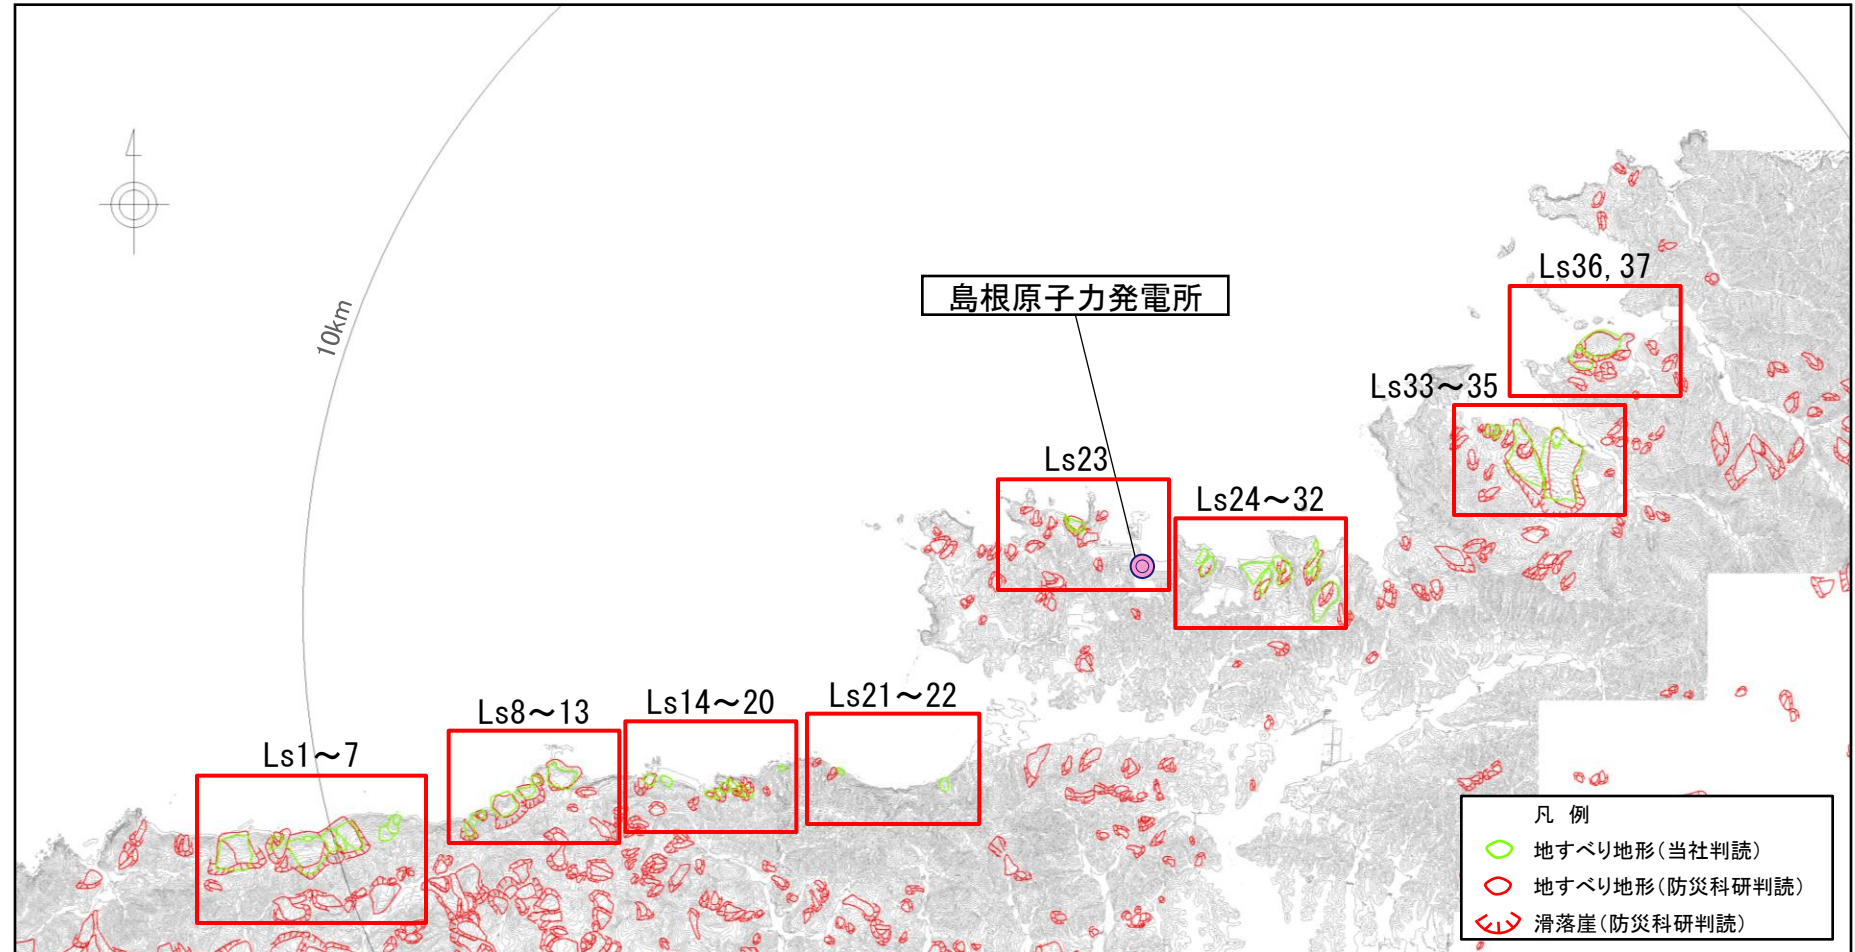 10km
島根原子力発電所
Ls36, 37
Ls33～35
Ls23
Ls24～32
Ls21～22
Ls14～20
Ls8～13
Ls1～7
凡 例
地すべり地形(当社判読)
地すべり地形(防災科研判読)
滑落崖(防災科研判読)